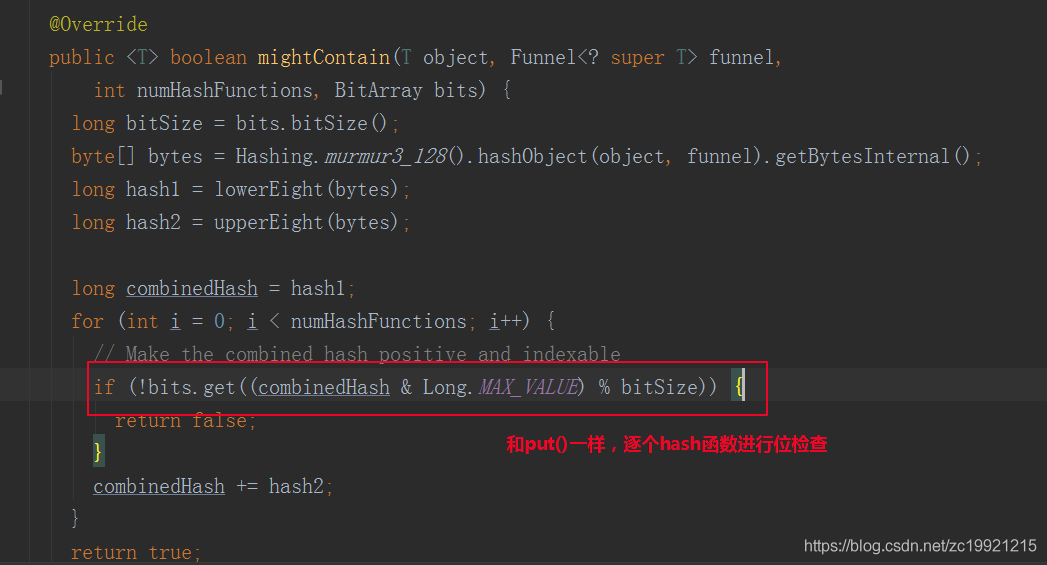 @Override
public <T> boolean mightContain(T object, Funnel<? super T> funnel,
int numHashFunctions, BitArray bits) {
long bitSize = bits.bitSize();
byte[] bytes = Hashing.murmur3_128().hashObject(object, funnel).getBytesInternal();
long hash1 = lowerEight(bytes);
long hash2 = upperEight(bytes);
long combinedHash = hash1;
for (int i = 0; i < numHashFunctions; i++) {
// Make the combined hash positive and indexable
if (!bits.get((combinedHash & Long.MAX_VALUE) % bitSize)) {
return false;
和put()一样，逐个hash函数进行位检查
}
combinedHash += hash2;
}
return true;
https://blog.csdn.net/zc19921215